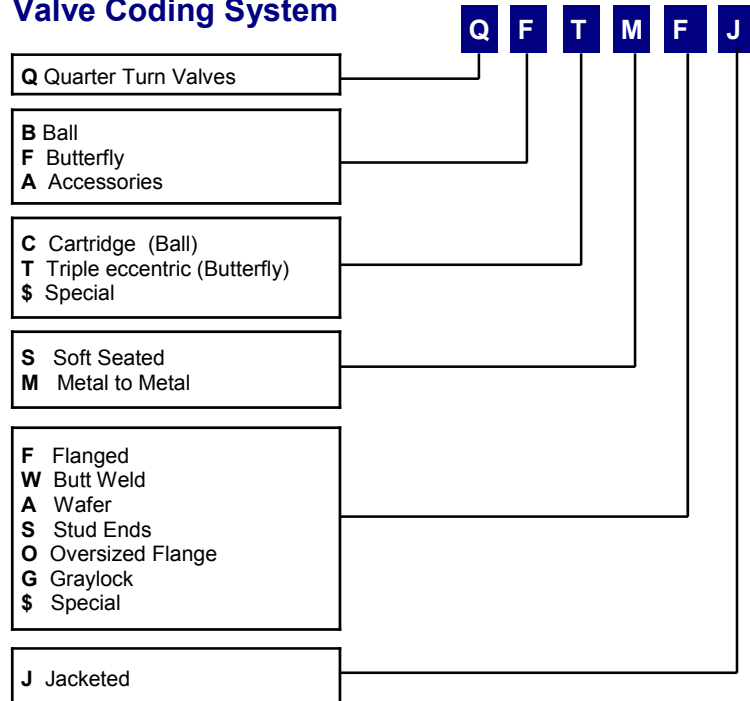 Valve Coding System
Q F T M F J
Q Quarter Turn Valves
B Ball
F Butterfly
A Accessories
C Cartridge (Ball)
T Triple eccentric (Butterfly)
$ Special
S Soft Seated
M Metal to Metal
F Flanged
W Butt Weld
A Wafer
S Stud Ends
O Oversized Flange
G Graylock
$ Special
J Jacketed